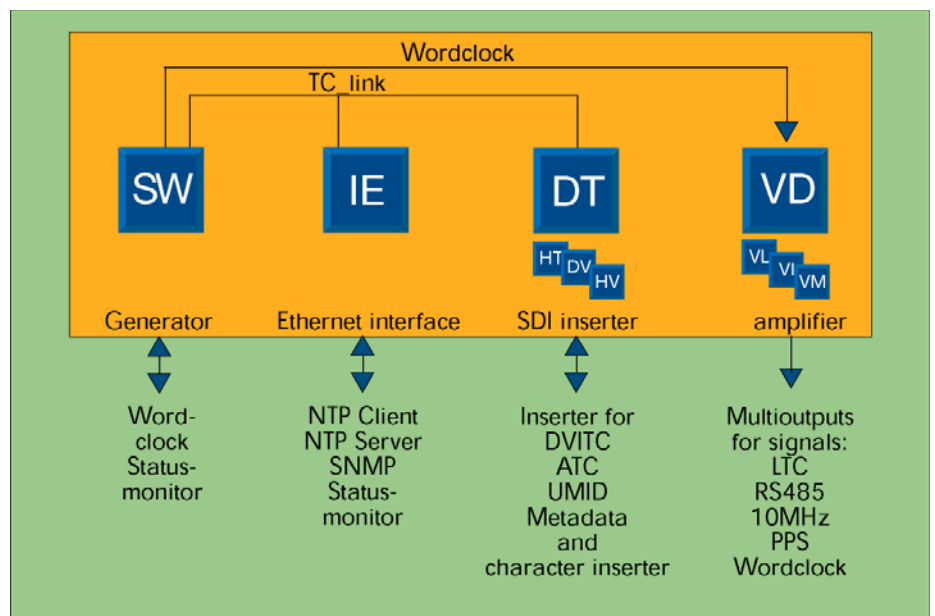 Wordclock
TC_link
SW
IE
DT
VD
HT
DV
HV
VL
VI
VM
Generator
Ethernet interface
SDI inserter
amplifier
Word-
clock
Status-
monitor
NTP Client
NTP Server
SNMP
Status-
monitor
Inserter for
DVITC
ATC
UMID
Metadata
and
character inserter
Multioutputs
for signals:
LTC
RS485
10MHz
PPS
Wordclock